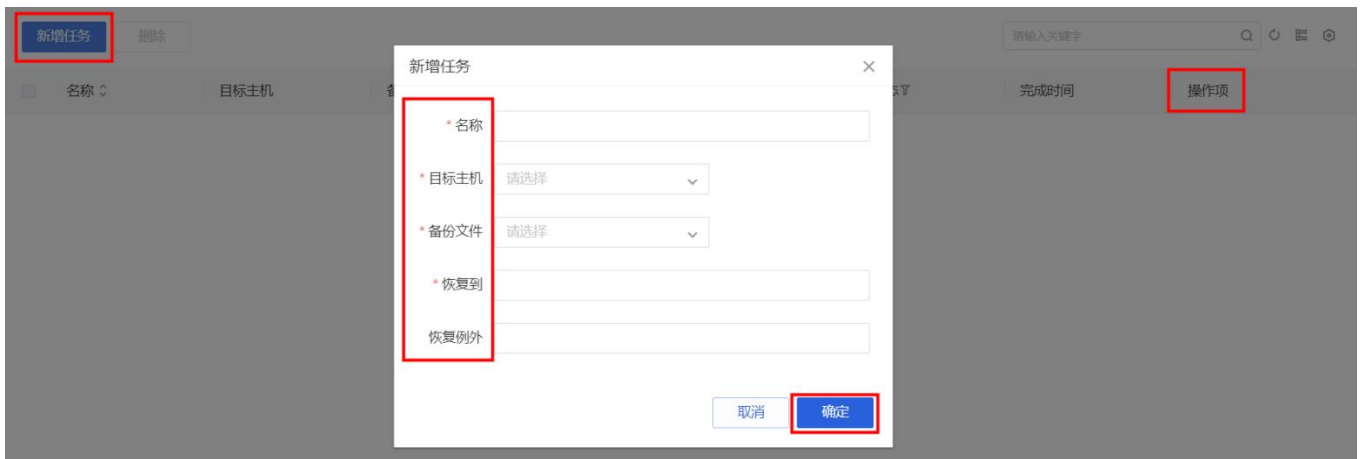 新增任务 删除 请输入关键字
名称 目标主机 完成时间 操作项
新增任务
* 名称
* 目标主机 请选择
* 备份文件 请选择
* 恢复到
恢复例外
取消 确定